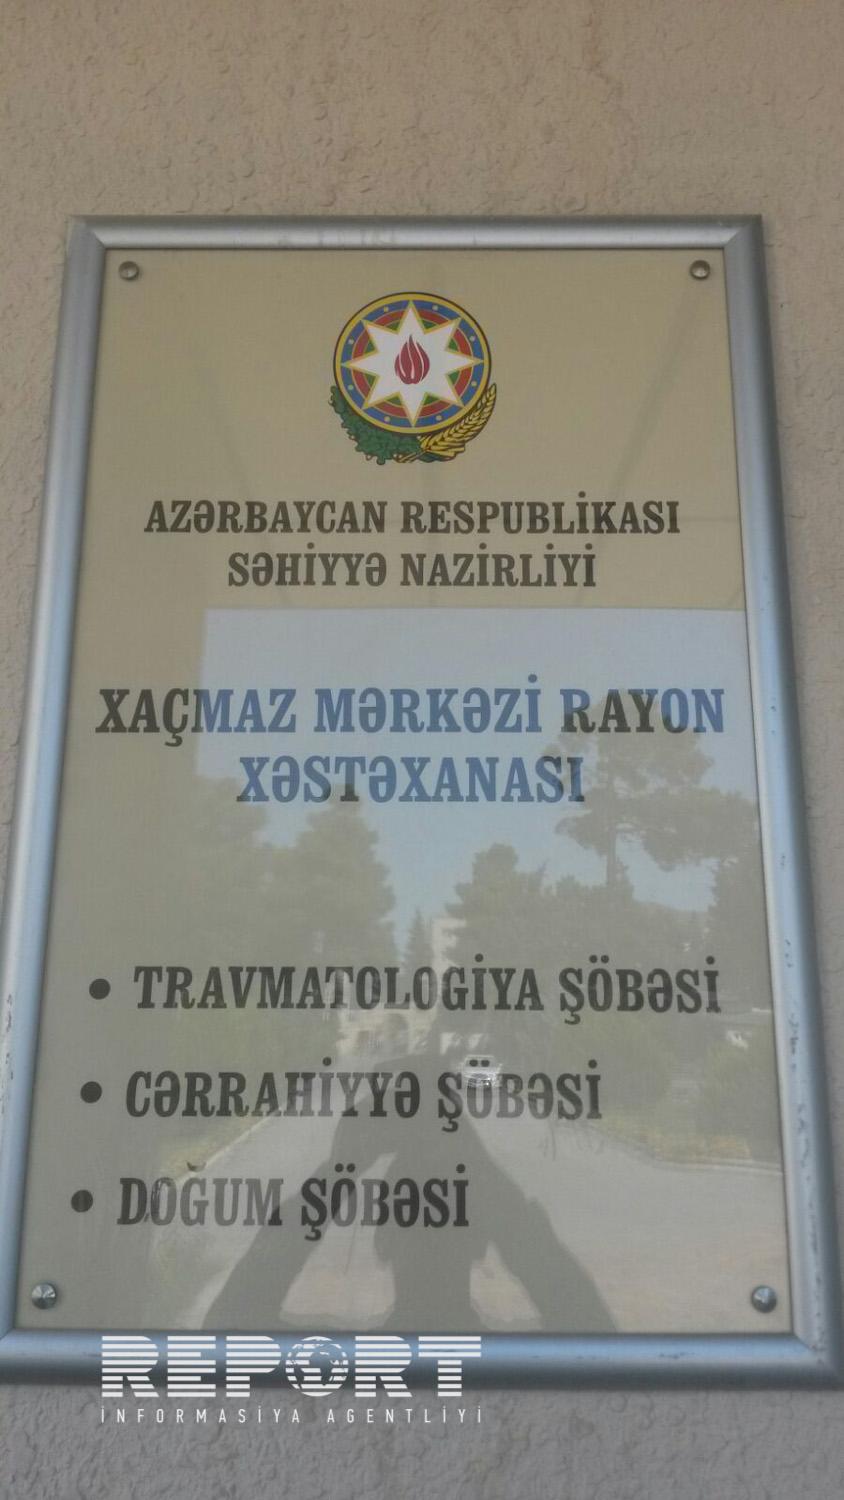 AZƏRBAYCAN RESPUBLİKASI
SƏHİYYƏ NAZİRLİYİ
XAÇMAZ MƏRKƏZİ RAYON
XƏSTƏXANASI
• TRAVMATOLOGİYA ŞÖBƏSİ
• CƏRRAHİYYƏ ŞÖBƏSİ
• DOĞUM ŞÖBƏSİ
REPORT
İNFORMASİYA AGENTLİYİ